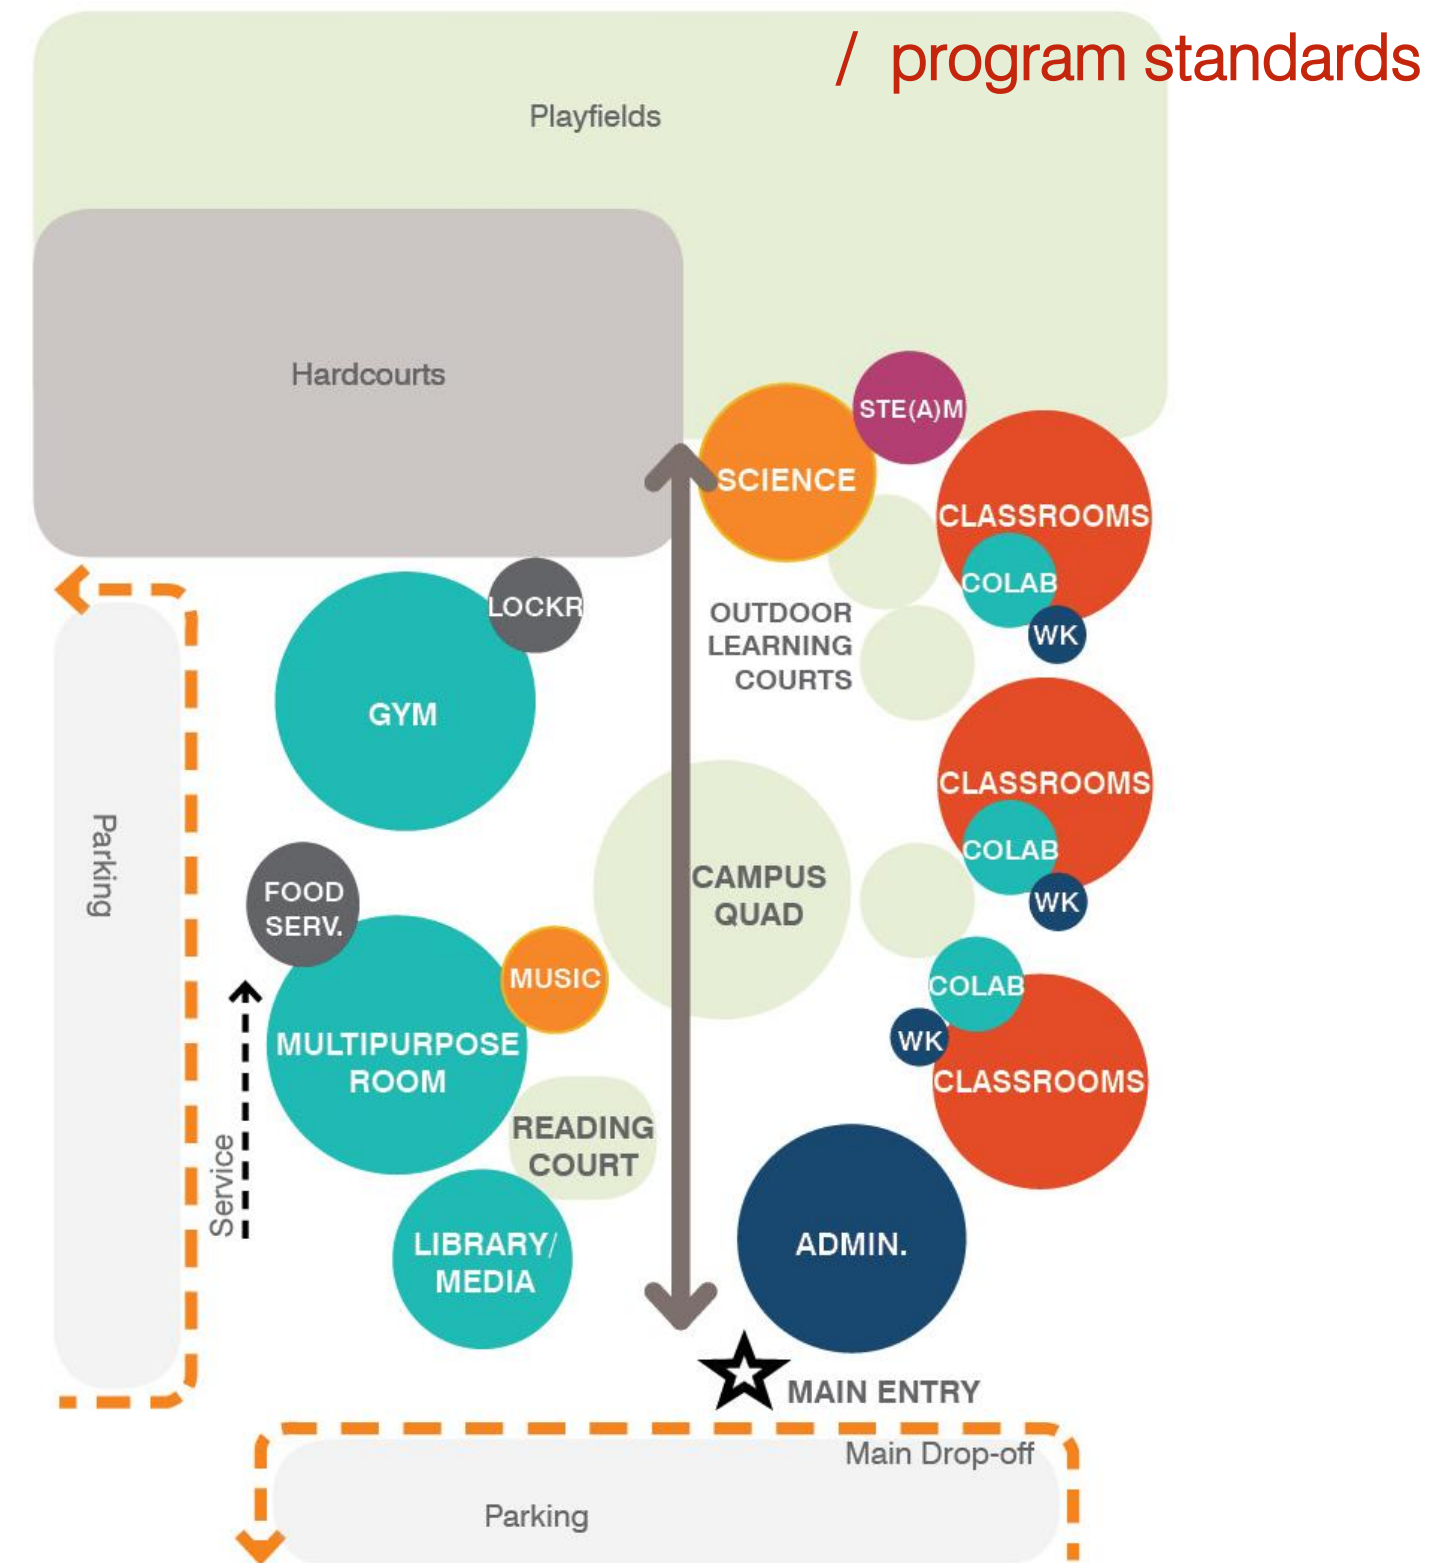 / program standards
Playfields
Hardcourts
STE(A)M
SCIENCE
CLASSROOMS
COLAB
WK
LOCKR
OUTDOOR
LEARNING
COURTS
GYM
CLASSROOMS
COLAB
WK
Parking
FOOD
SERV.
CAMPUS
QUAD
MUSIC
COLAB
WK
CLASSROOMS
MULTIPURPOSE
ROOM
READING
COURT
Service
LIBRARY/
MEDIA
ADMIN.
MAIN ENTRY
Main Drop-off
Parking